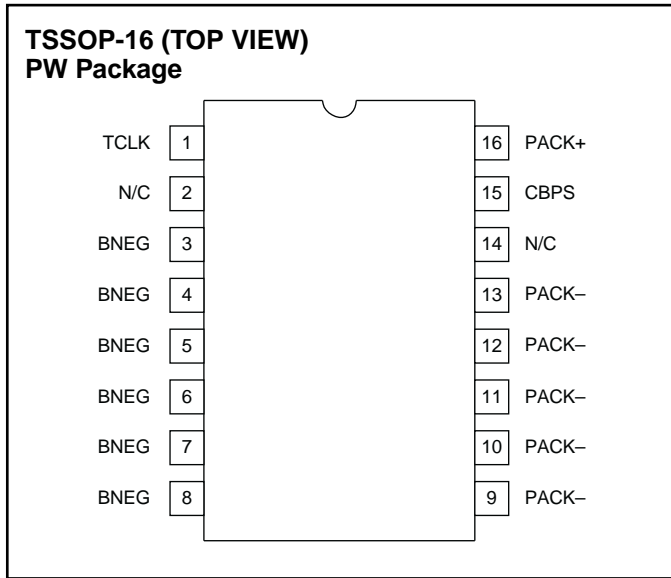 TSSOP-16 (TOP VIEW)
PW Package
TCLK 1 16 PACK+
N/C 2 15 CBPS
BNEG 3 14 N/C
BNEG 4 13 PACK–
BNEG 5 12 PACK–
BNEG 6 11 PACK–
BNEG 7 10 PACK–
BNEG 8 9 PACK–